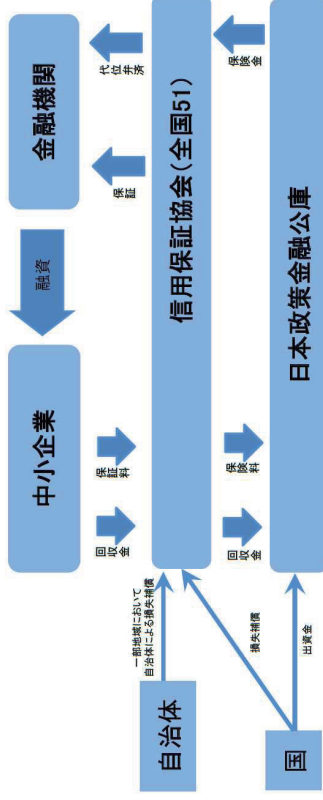 中小企業
融資
金融機関
回収金
保証料
保証
代位弁済
一部地域において
自治体による損失補償
自治体
信用保証協会(全国51)
損失補償
回収金
保険料
保険金
国
出資金
日本政策金融公庫